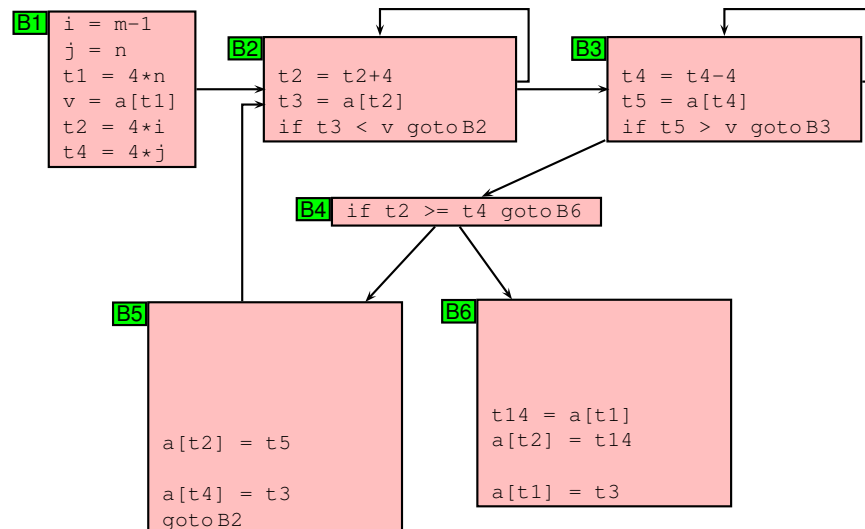 B1
i = m-1
j = n
t1 = 4*n
v = a[t1]
t2 = 4*i
t4 = 4*j
B2
t2 = t2+4
t3 = a[t2]
if t3 < v goto B2
B3
t4 = t4-4
t5 = a[t4]
if t5 > v goto B3
B4
if t2 >= t4 goto B6
B5
a[t2] = t5
a[t4] = t3
goto B2
B6
t14 = a[t1]
a[t2] = t14
a[t1] = t3